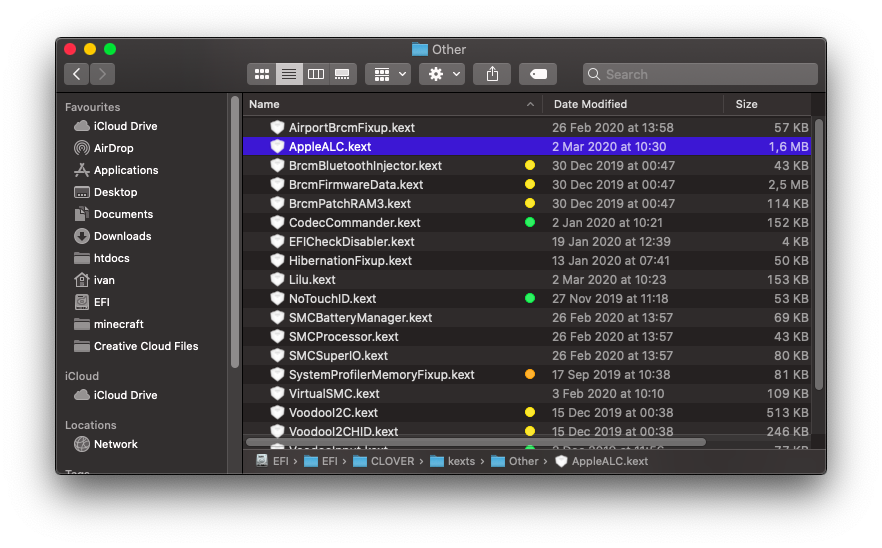 Other
Search
Favourites
iCloud Drive
AirDrop
Applications
Desktop
Documents
Downloads
htdocs
ivan
EFI
minecraft
Creative Cloud Files
iCloud
iCloud Drive
Locations
Network
Tags
Name Date Modified Size
AirportBrcmFixup.kext 26 Feb 2020 at 13:58 57 KB
AppleALC.kext 2 Mar 2020 at 10:30 1,6 MB
BrcmBluetoothInjector.kext 30 Dec 2019 at 00:47 43 KB
BrcmFirmwareData.kext 30 Dec 2019 at 00:47 2,5 MB
BrcmPatchRAM3.kext 30 Dec 2019 at 00:47 114 KB
CodecCommander.kext 2 Jan 2020 at 10:21 152 KB
EFICheckDisabler.kext 19 Jan 2020 at 12:39 4 KB
HibernationFixup.kext 13 Jan 2020 at 07:41 50 KB
Lilu.kext 2 Mar 2020 at 10:23 153 KB
NoTouchID.kext 27 Nov 2019 at 11:18 53 KB
SMCBatteryManager.kext 26 Feb 2020 at 13:57 69 KB
SMCProcessor.kext 26 Feb 2020 at 13:57 43 KB
SMCSuperIO.kext 26 Feb 2020 at 13:57 80 KB
SystemProfilerMemoryFixup.kext 17 Sep 2019 at 10:38 81 KB
VirtualSMC.kext 3 Feb 2020 at 10:10 109 KB
VoodooI2C.kext 15 Dec 2019 at 00:38 513 KB
VoodooI2CHID.kext 15 Dec 2019 at 00:38 246 KB
VoodooInput.kext 77 KB
EFI › EFI › CLOVER › kexts › Other › AppleALC.kext